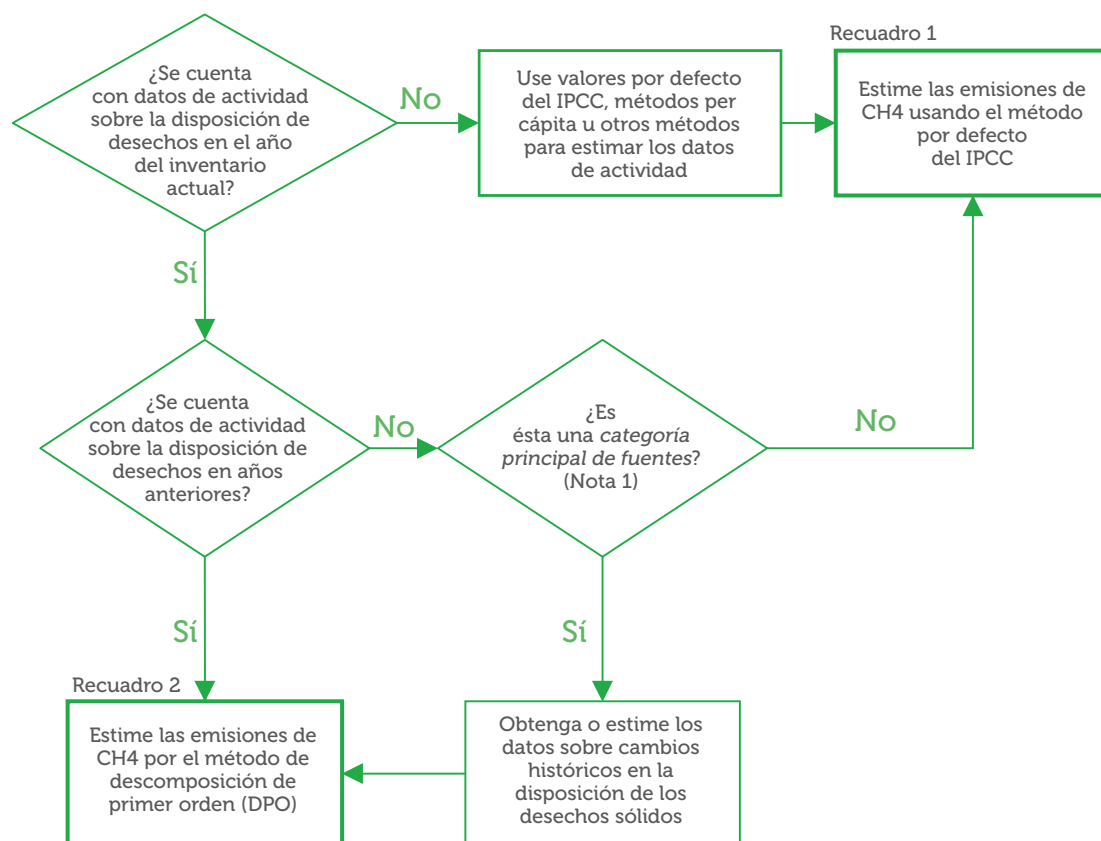 ¿Se cuenta
con datos de actividad
sobre la disposición de
desechos en el año
del inventario
actual?
No
Use valores por defecto
del IPCC, métodos per
cápita u otros métodos
para estimar los datos
de actividad
Recuadro 1
Estime las emisiones de
CH4 usando el método
por defecto
del IPCC
Sí
¿Se cuenta
con datos de actividad
sobre la disposición de
desechos en años
anteriores?
No
¿Es
ésta una categoría
principal de fuentes?
(Nota 1)
No
Sí
Sí
Recuadro 2
Estime las emisiones de
CH4 por el método de
descomposición de
primer orden (DPO)
Obtenga o estime los
datos sobre cambios
históricos en la
disposición de los
desechos sólidos